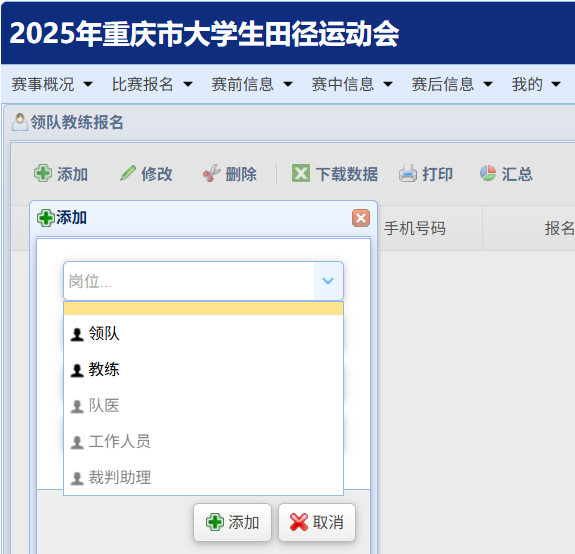 2025年重庆市大学生田径运动会
赛事概况 比赛报名 赛前信息 赛中信息 赛后信息 我的
领队教练报名
添加 修改 删除 下载数据 打印 汇总
手机号码 报名
添加
岗位...
领队
教练
队医
工作人员
裁判助理
添加 取消